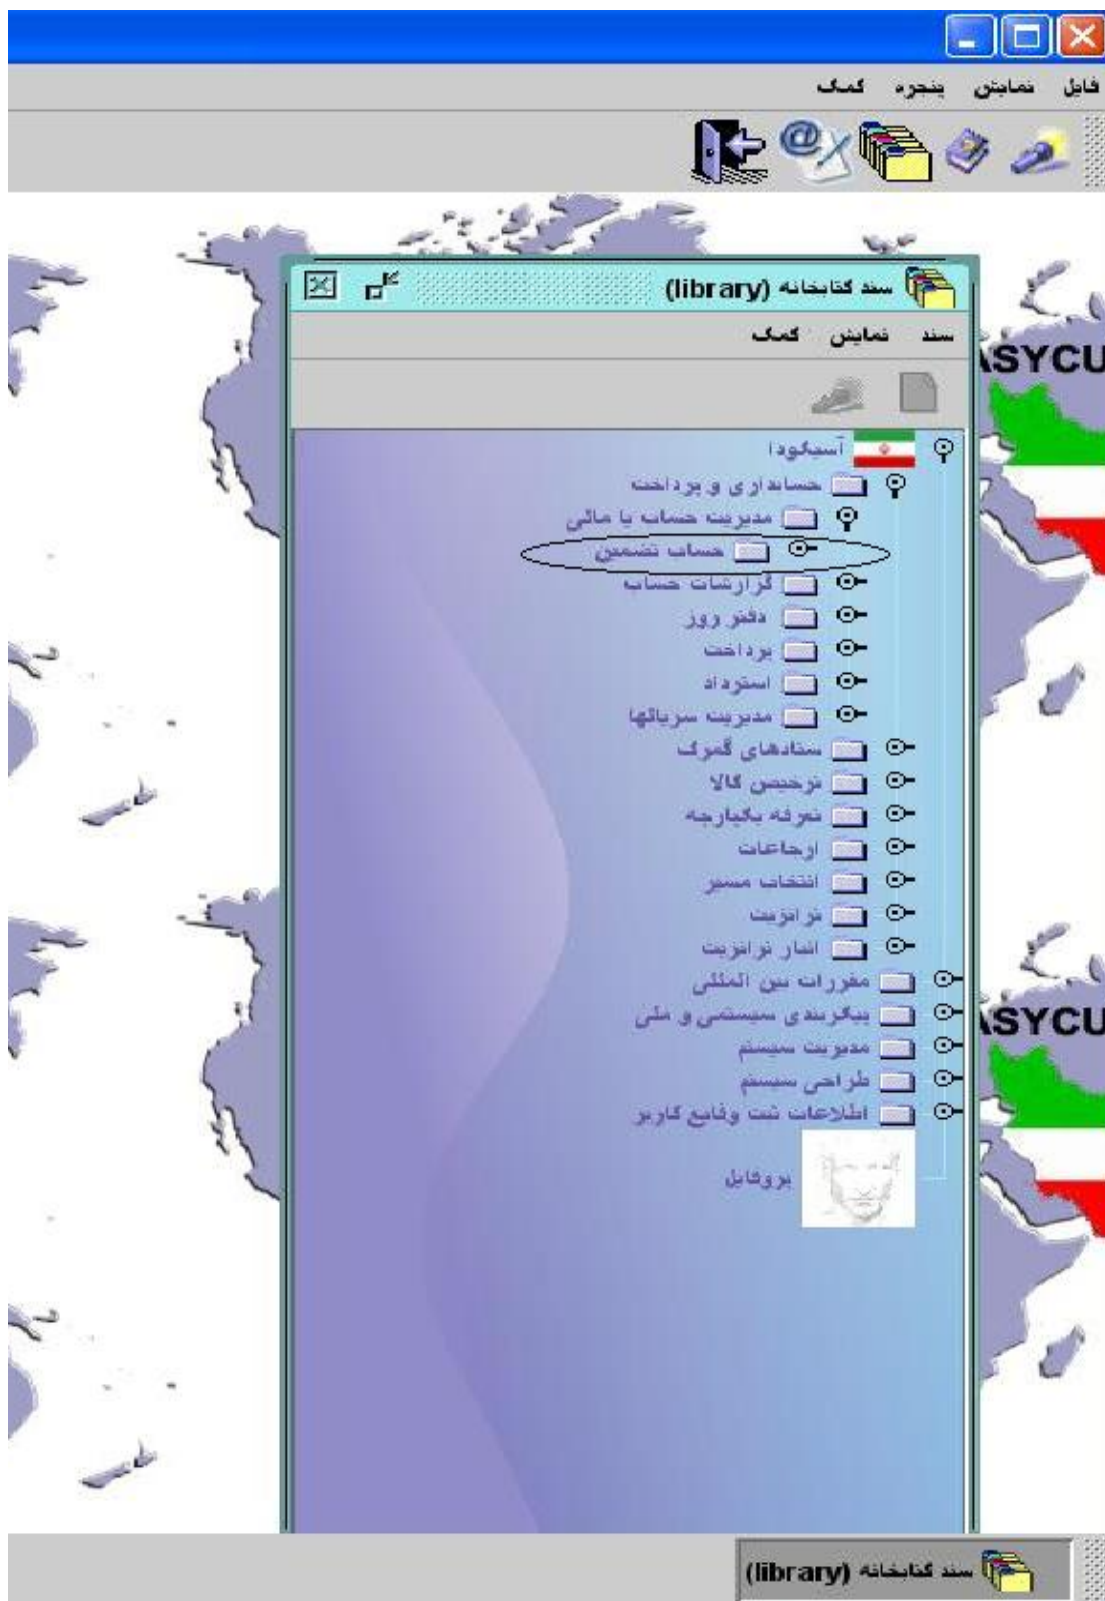 فایل نمایش پنجره کمک
سند کتابخانه (library)
سند نمایش کمک
ASYCU
آسیکودا
حسابداری و پرداخت
مدیریت حساب یا مالی
حساب تضمین
گزارشات حساب
دفتر روز
پرداخت
استرداد
مدیریت سریالها
ستادهای گمرک
ترخیص کالا
تعرفه یکپارچه
ارجاعات
انتخاب مسیر
ترانزیت
انبار ترانزیت
مقررات بین المللی
پیکربندی سیستمی و ملی
مدیریت سیستم
طراحی سیستم
اطلاعات ثبت وقایع کاربر
پروفایل
ASYCU
سند کتابخانه (library)